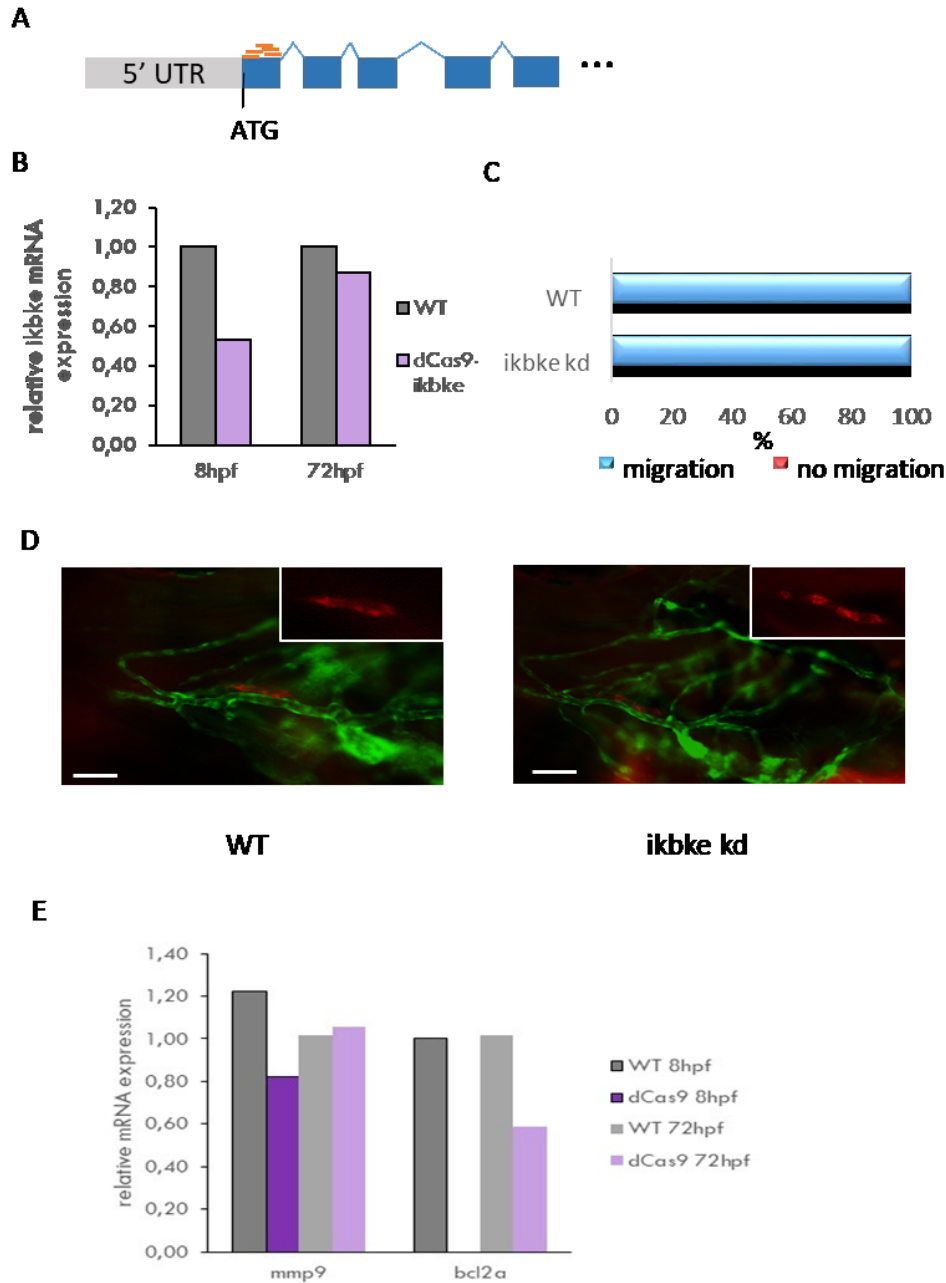 A
5' UTR
...
ATG
B
relative ikbke mRNA
expression
1,20
1,00
0,80
0,60
0,40
0,20
0,00
8hpf
72hpf
WT
dCas9-
ikbke
C
WT
ikbke kd
0 20 40 60 80 100
%
migration
no migration
D
WT
ikbke kd
E
relative mRNA expression
1,40
1,20
1,00
0,80
0,60
0,40
0,20
0,00
mmp9
bcl2a
WT 8hpf
dCas9 8hpf
WT 72hpf
dCas9 72hpf